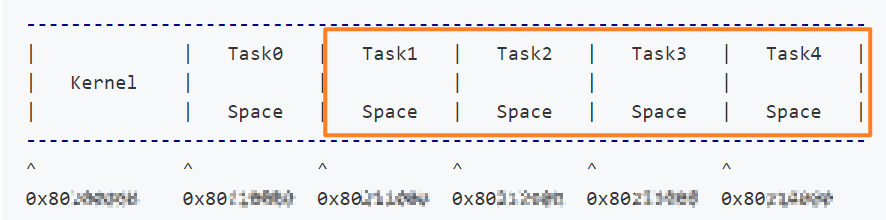 -----------------------------------------------------------------
| | Task0 | Task1 | Task2 | Task3 | Task4 |
| Kernel | | | | | |
| | Space | Space | Space | Space | Space |
-----------------------------------------------------------------
^ ^ ^ ^ ^ ^
0x80 0x80 0x80 0x80 0x80 0x80